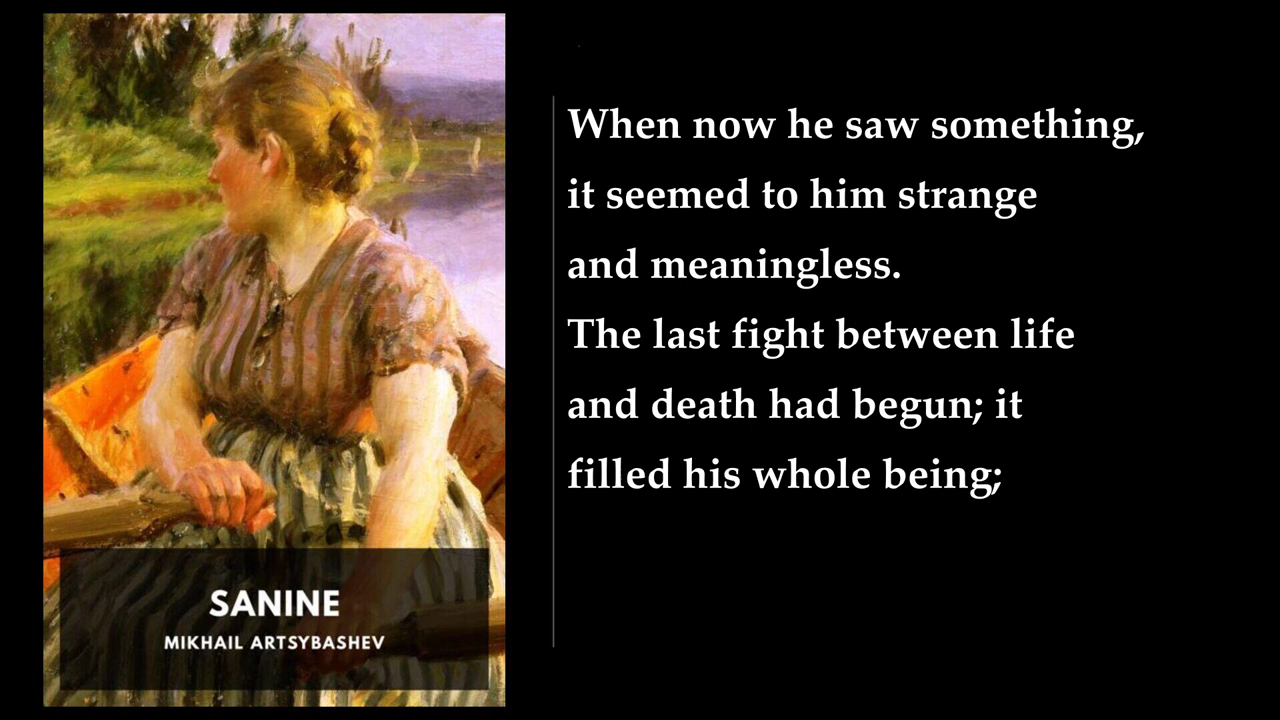 When now he saw something,
it seemed to him strange
and meaningless.
The last fight between life
and death had begun; it
filled his whole being;
SANINE
MIKHAIL ARTSYBASHEV